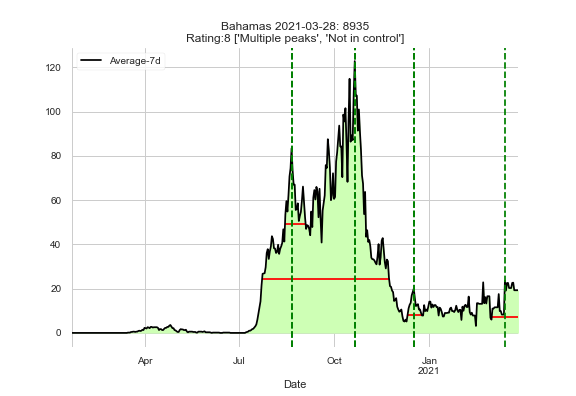 Bahamas 2021-03-28: 8935
Rating:8 ['Multiple peaks', 'Not in control']
Average-7d
120
100
80
60
40
20
0
Apr
Jul
Oct
Jan
2021
Date